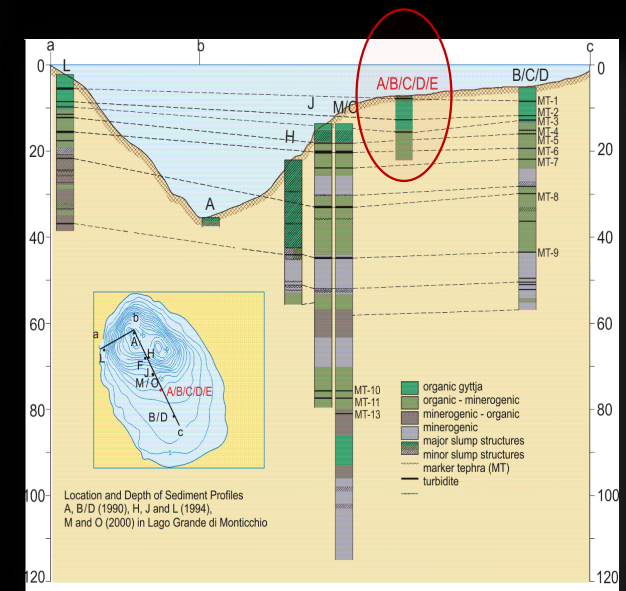 a
b
c
L
A
H
J
M/O
A/B/C/D/E
B/C/D
0
20
40
60
80
100
120
0
20
40
60
80
100
120
MT-1
MT-2
MT-3
MT-4
MT-5
MT-6
MT-7
MT-8
MT-9
MT-10
MT-11
MT-13
a
b
A
L
H
F
J
M/O
A/B/C/D/E
B/D
c
organic gyttja
organic - minerogenic
minerogenic - organic
minerogenic
major slump structures
minor slump structures
marker tephra (MT)
turbidite
Location and Depth of Sediment Profiles
A, B/D (1990), H, J and L (1994),
M and O (2000) in Lago Grande di Monticchio